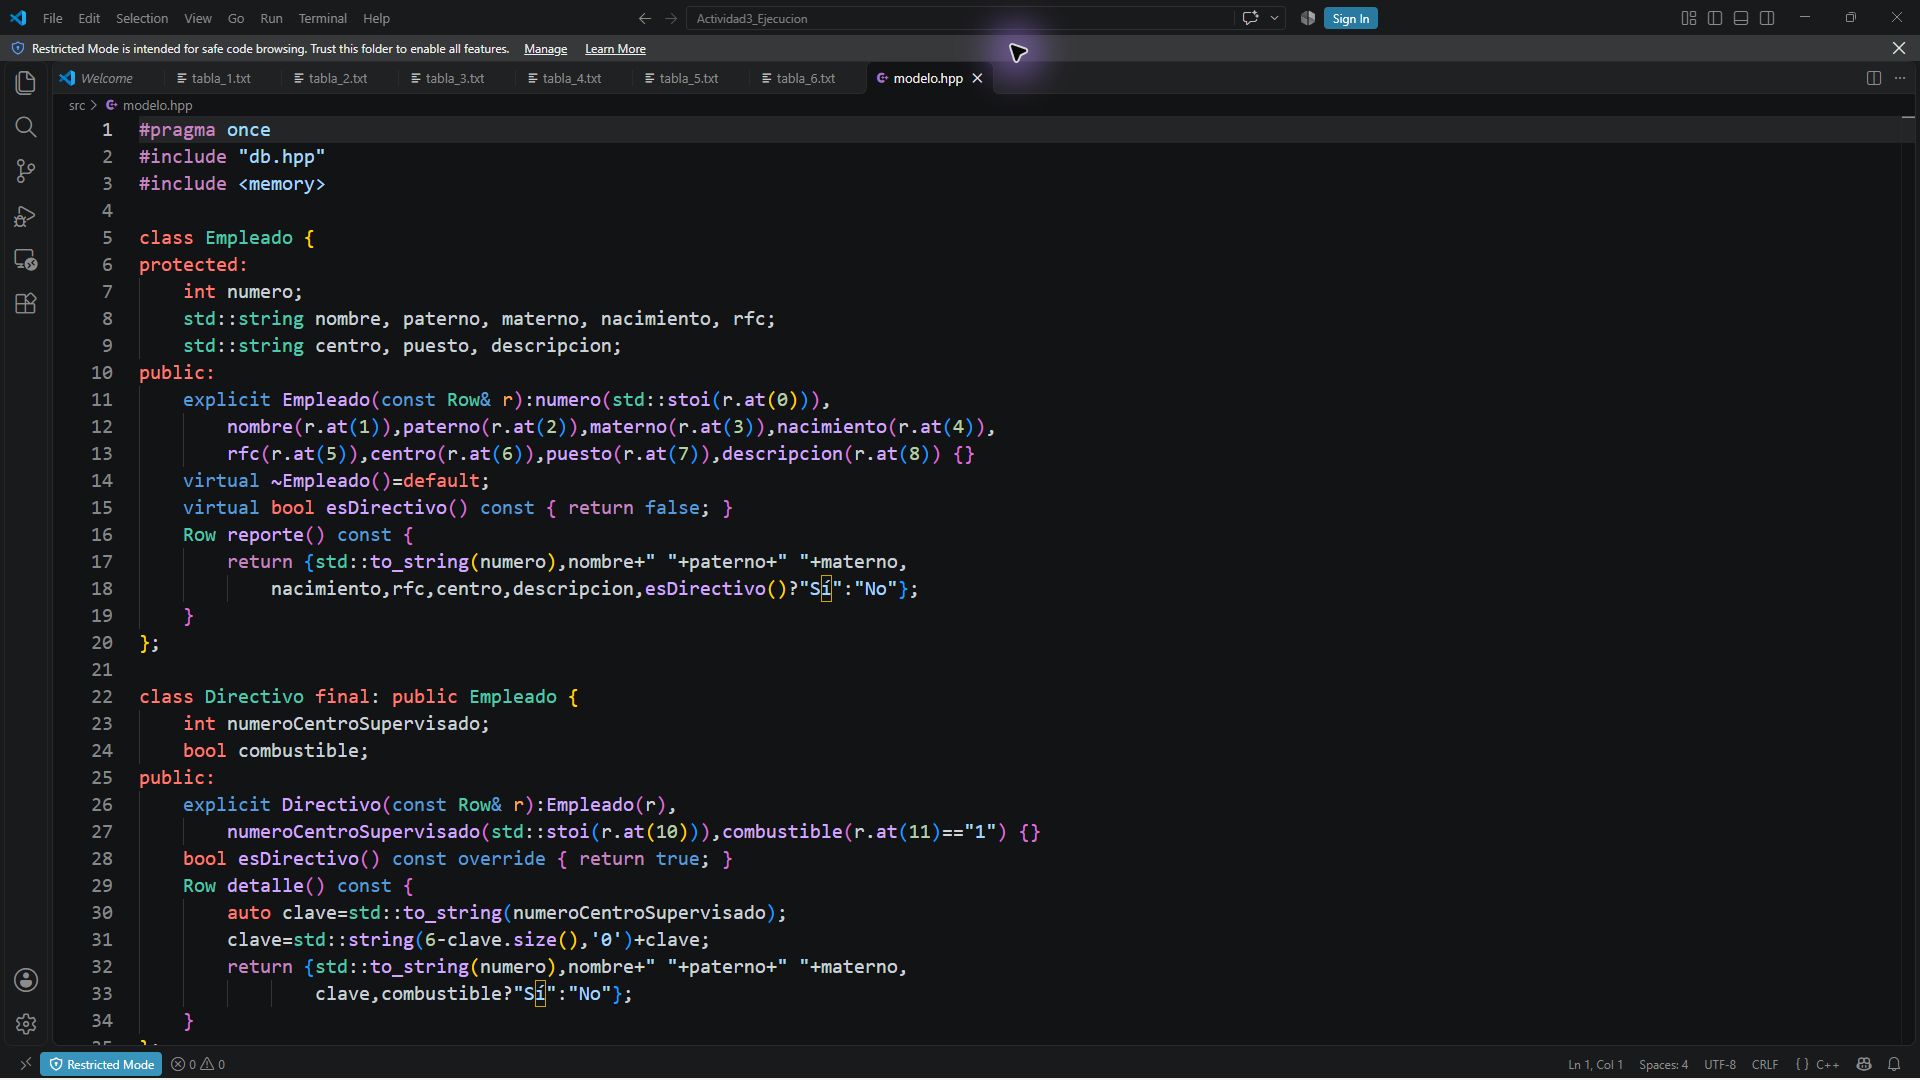 File Edit Selection View Go Run Terminal Help
Actividad3_Ejecucion
Sign In
Restricted Mode is intended for safe code browsing. Trust this folder to enable all features. Manage Learn More
Welcome tabla_1.txt tabla_2.txt tabla_3.txt tabla_4.txt tabla_5.txt tabla_6.txt modelo.hpp
src > modelo.hpp
1 #pragma once
2 #include "db.hpp"
3 #include <memory>
4
5 class Empleado {
6 protected:
7     int numero;
8     std::string nombre, paterno, materno, nacimiento, rfc;
9     std::string centro, puesto, descripcion;
10 public:
11     explicit Empleado(const Row& r):numero(std::stoi(r.at(0))),
12         nombre(r.at(1)),paterno(r.at(2)),materno(r.at(3)),nacimiento(r.at(4)),
13         rfc(r.at(5)),centro(r.at(6)),puesto(r.at(7)),descripcion(r.at(8)) {}
14     virtual ~Empleado()=default;
15     virtual bool esDirectivo() const { return false; }
16     Row reporte() const {
17         return {std::to_string(numero),nombre+" "+paterno+" "+materno,
18             nacimiento,rfc,centro,descripcion,esDirectivo()?"Sí":"No"};
19     }
20 };
21
22 class Directivo final: public Empleado {
23     int numeroCentroSupervisado;
24     bool combustible;
25 public:
26     explicit Directivo(const Row& r):Empleado(r),
27         numeroCentroSupervisado(std::stoi(r.at(10))),combustible(r.at(11)=="1") {}
28     bool esDirectivo() const override { return true; }
29     Row detalle() const {
30         auto clave=std::to_string(numeroCentroSupervisado);
31         clave=std::string(6-clave.size(),'0')+clave;
32         return {std::to_string(numero),nombre+" "+paterno+" "+materno,
33                 clave,combustible?"Sí":"No"};
34     }
Restricted Mode 0 0
Ln 1, Col 1 Spaces: 4 UTF-8 CRLF {} C++